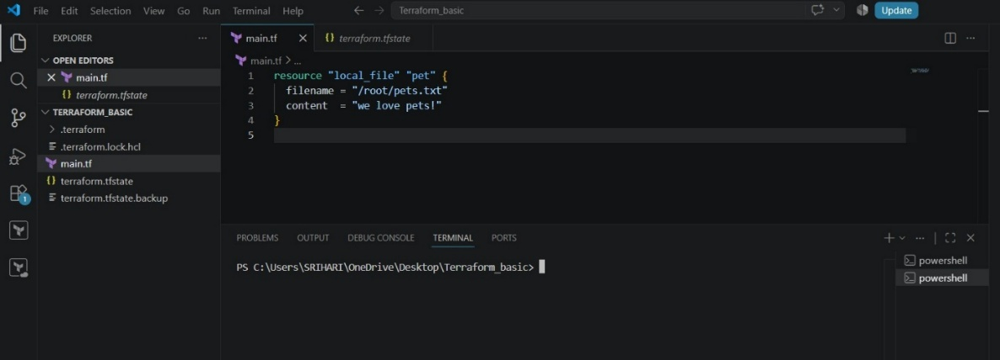 File Edit Selection View Go Run Terminal Help
Terraform_basic
Update
EXPLORER
OPEN EDITORS
main.tf
terraform.tfstate
TERRAFORM_BASIC
.terraform
.terraform.lock.hcl
main.tf
terraform.tfstate
terraform.tfstate.backup
1
main.tf
{} terraform.tfstate
main.tf > ...
1 resource "local_file" "pet" {
2 filename = "/root/pets.txt"
3 content = "we love pets!"
4 }
5
PROBLEMS OUTPUT DEBUG CONSOLE TERMINAL PORTS
PS C:\Users\SRIHARI\OneDrive\Desktop\Terraform_basic>
powershell
powershell